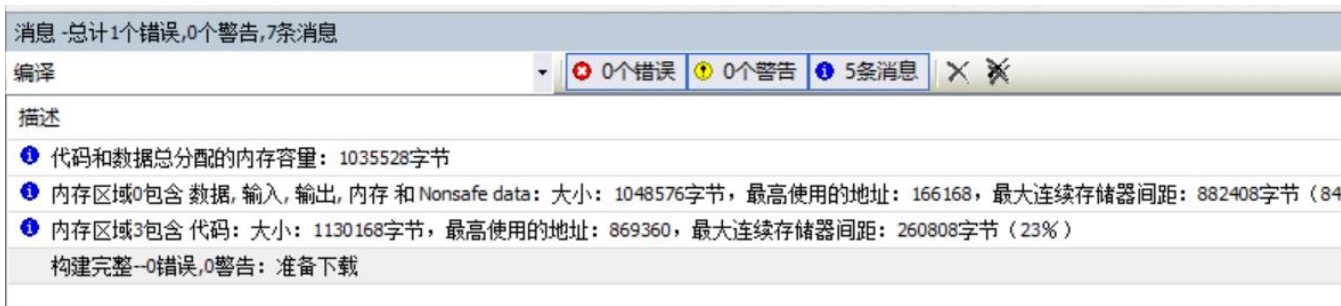 消息 -总计1个错误,0个警告,7条消息
编译 0个错误 0个警告 5条消息
描述
代码和数据总分配的内存容量：1035528字节
内存区域0包含 数据, 输入, 输出, 内存 和 Nonsafe data：大小：1048576字节，最高使用的地址：166168，最大连续存储器间距：882408字节（84
内存区域3包含 代码：大小：1130168字节，最高使用的地址：869360，最大连续存储器间距：260808字节（23%）
构建完整--0错误,0警告：准备下载